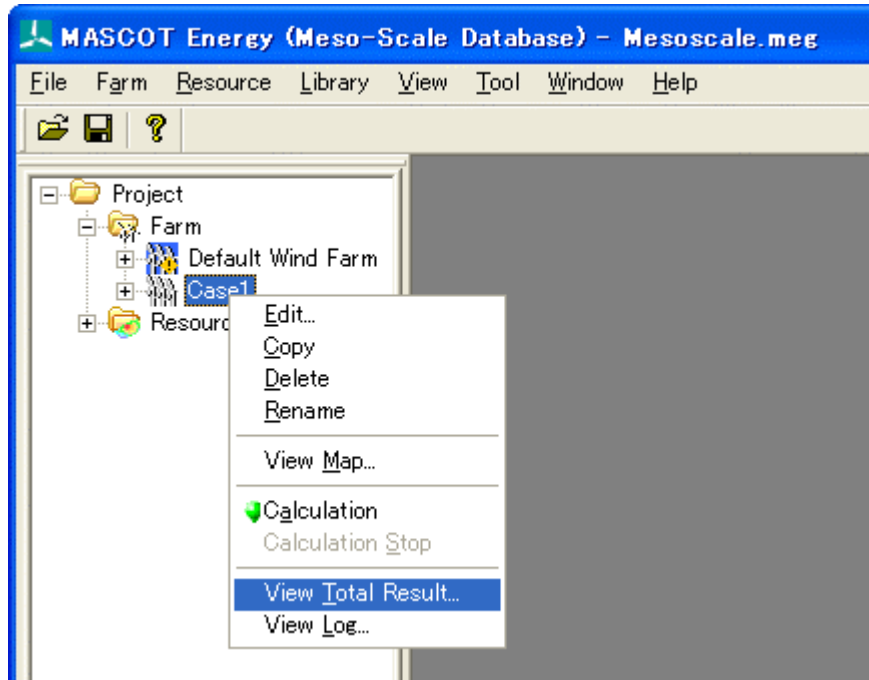 MASCOT Energy (Meso-Scale Database) - Mesoscale.meg
File Farm Resource Library View Tool Window Help
Project
Farm
Default Wind Farm
Case1
Resourc
Edit...
Copy
Delete
Rename
View Map...
Calculation
Calculation Stop
View Total Result...
View Log...